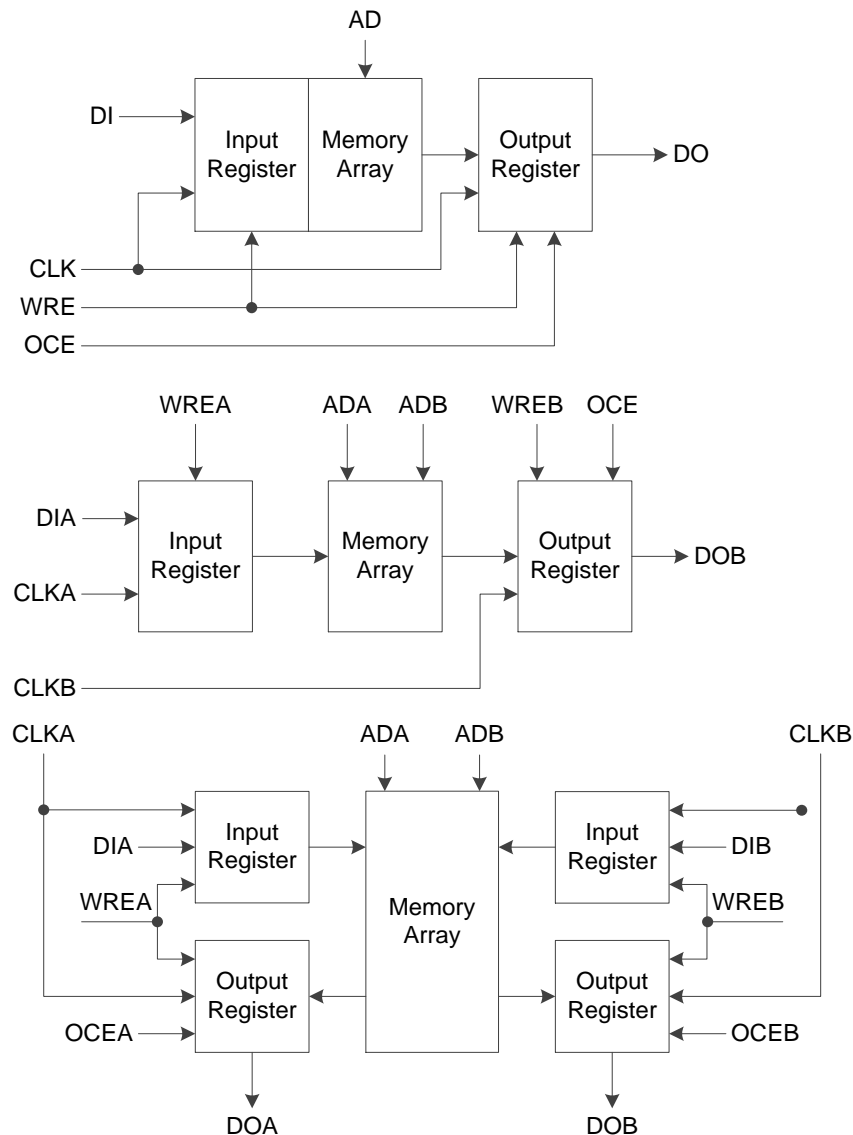 AD
DI
Input
Register
Memory
Array
Output
Register
DO
CLK
WRE
OCE
WREA
ADA
ADB
WREB
OCE
DIA
Input
Register
Memory
Array
Output
Register
DOB
CLKA
CLKB
CLKA
ADA
ADB
CLKB
Input
Register
Input
Register
DIA
DIB
WREA
WREB
Memory
Array
Output
Register
Output
Register
OCEA
OCEB
DOA
DOB